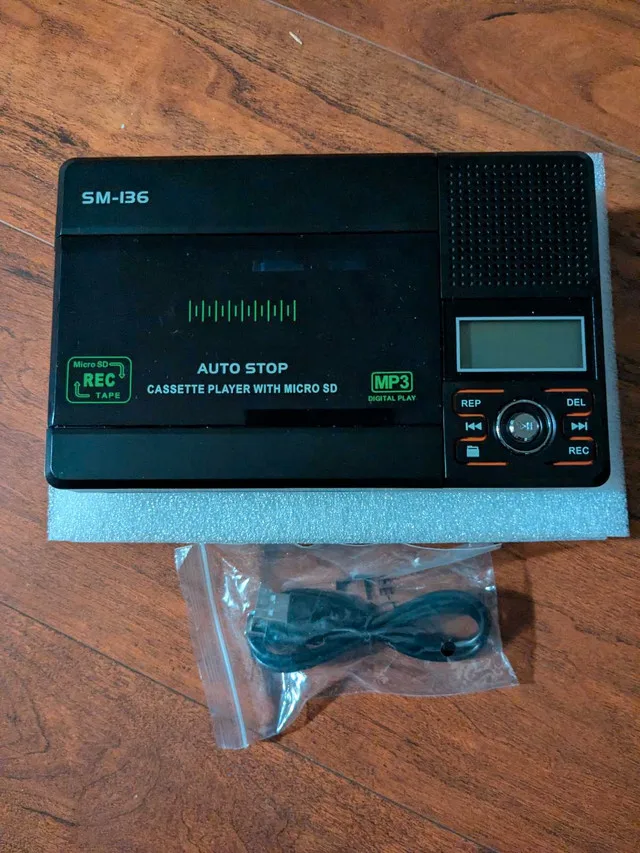 SM-136
Micro SD
REC
TAPE
AUTO STOP
CASSETTE PLAYER WITH MICRO SD
MP3
DIGITAL PLAY
REP
DEL
REC